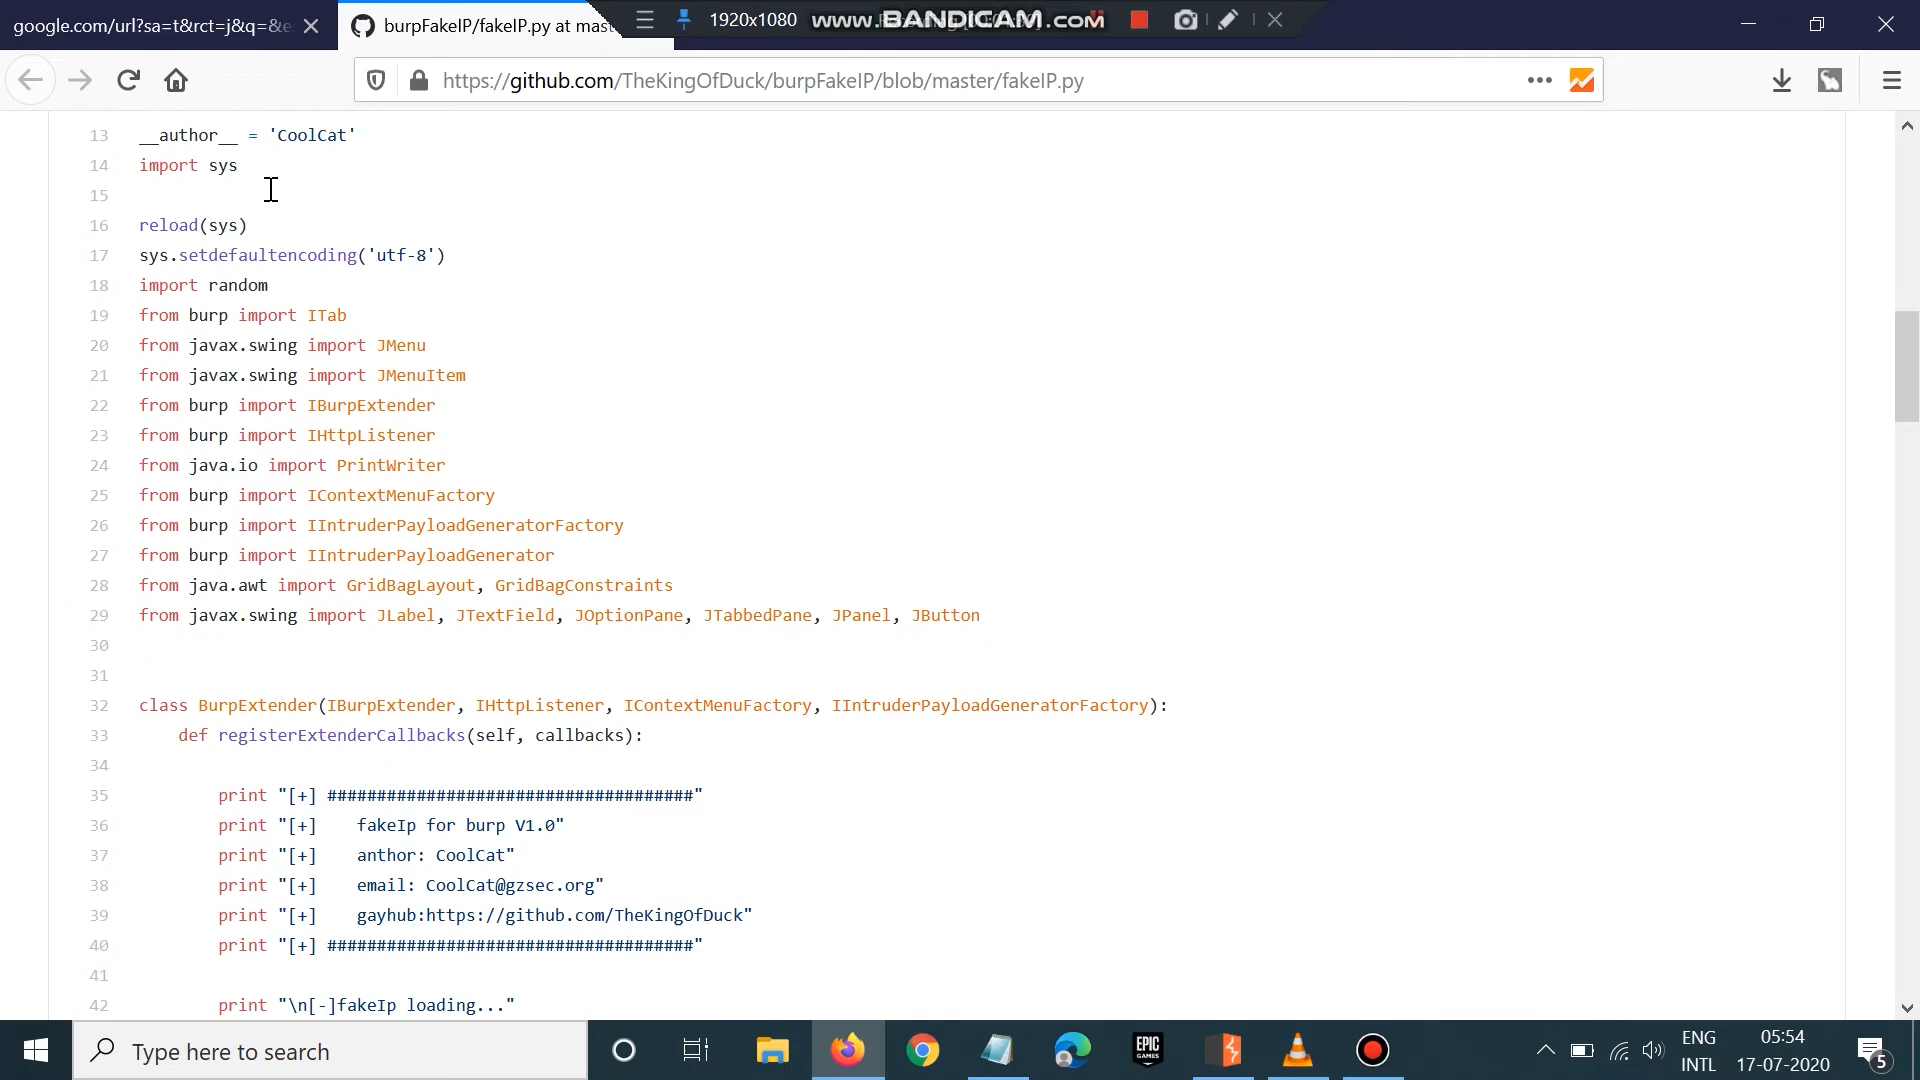 google.com/url?sa=t&rct=j&q=&e
burpFakeIP/fakeIP.py at mast
1920x1080
www.BANDICAM.com
https://github.com/TheKingOfDuck/burpFakeIP/blob/master/fakeIP.py
13 __author__ = 'CoolCat'
14 import sys
15
16 reload(sys)
17 sys.setdefaultencoding('utf-8')
18 import random
19 from burp import ITab
20 from javax.swing import JMenu
21 from javax.swing import JMenuItem
22 from burp import IBurpExtender
23 from burp import IHttpListener
24 from java.io import PrintWriter
25 from burp import IContextMenuFactory
26 from burp import IIntruderPayloadGeneratorFactory
27 from burp import IIntruderPayloadGenerator
28 from java.awt import GridBagLayout, GridBagConstraints
29 from javax.swing import JLabel, JTextField, JOptionPane, JTabbedPane, JPanel, JButton
30
31
32 class BurpExtender(IBurpExtender, IHttpListener, IContextMenuFactory, IIntruderPayloadGeneratorFactory):
33 def registerExtenderCallbacks(self, callbacks):
34
35 print "[+] #####################################"
36 print "[+]    fakeIp for burp V1.0"
37 print "[+]    anthor: CoolCat"
38 print "[+]    email: CoolCat@gzsec.org"
39 print "[+]    gayhub:https://github.com/TheKingOfDuck"
40 print "[+] #####################################"
41
42 print "\n[-]fakeIp loading..."
Type here to search
EPIC GAMES
ENG
INTL
05:54
17-07-2020
5